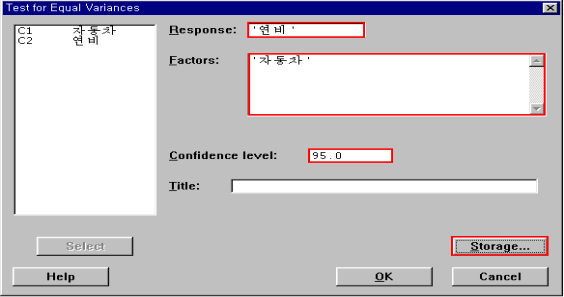 Test for Equal Variances
C1 자동차
C2 연비
Response: '연비'
Factors: '자동차'
Confidence level: 95.0
Title:
Select
Storage...
Help
OK
Cancel